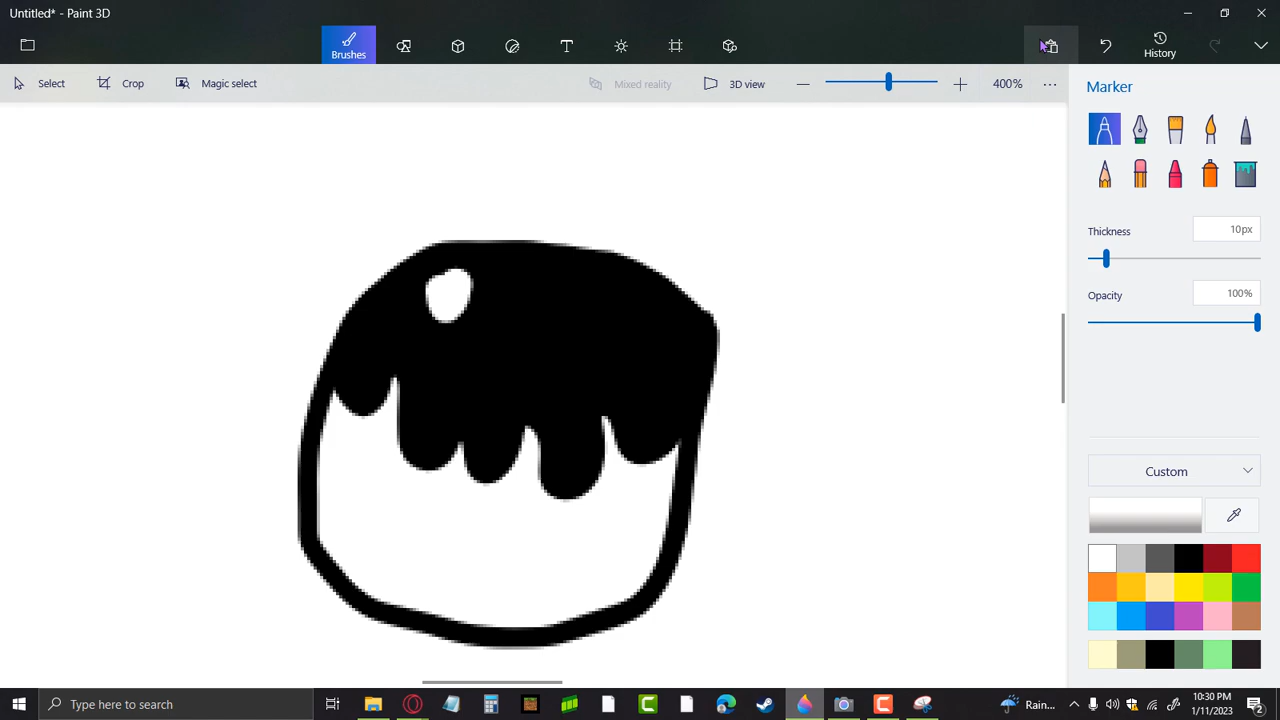 Untitled* - Paint 3D
Brushes
History
Select
Crop
Magic select
Mixed reality
3D view
400%
Marker
Thickness
10px
Opacity
100%
Custom
Type here to search
Rain...
10:30 PM
1/11/2023
2